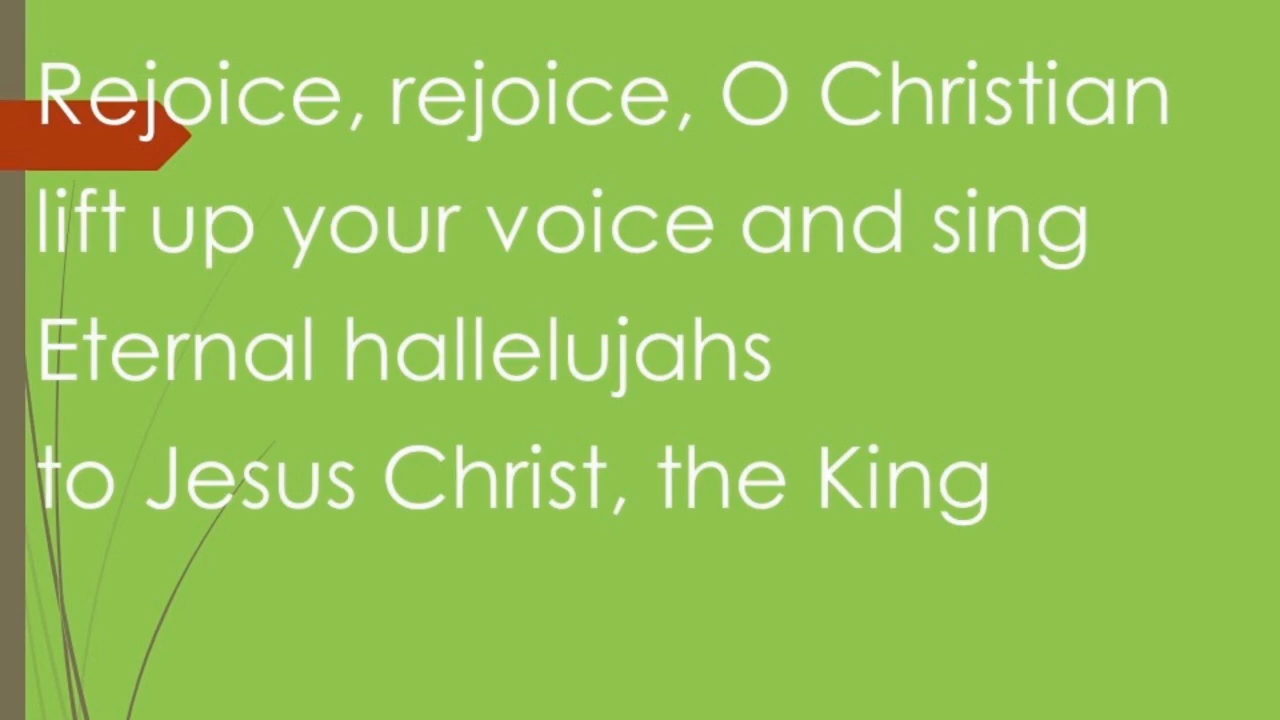 Rejoice, rejoice, O Christian
lift up your voice and sing
Eternal hallelujahs
to Jesus Christ, the King